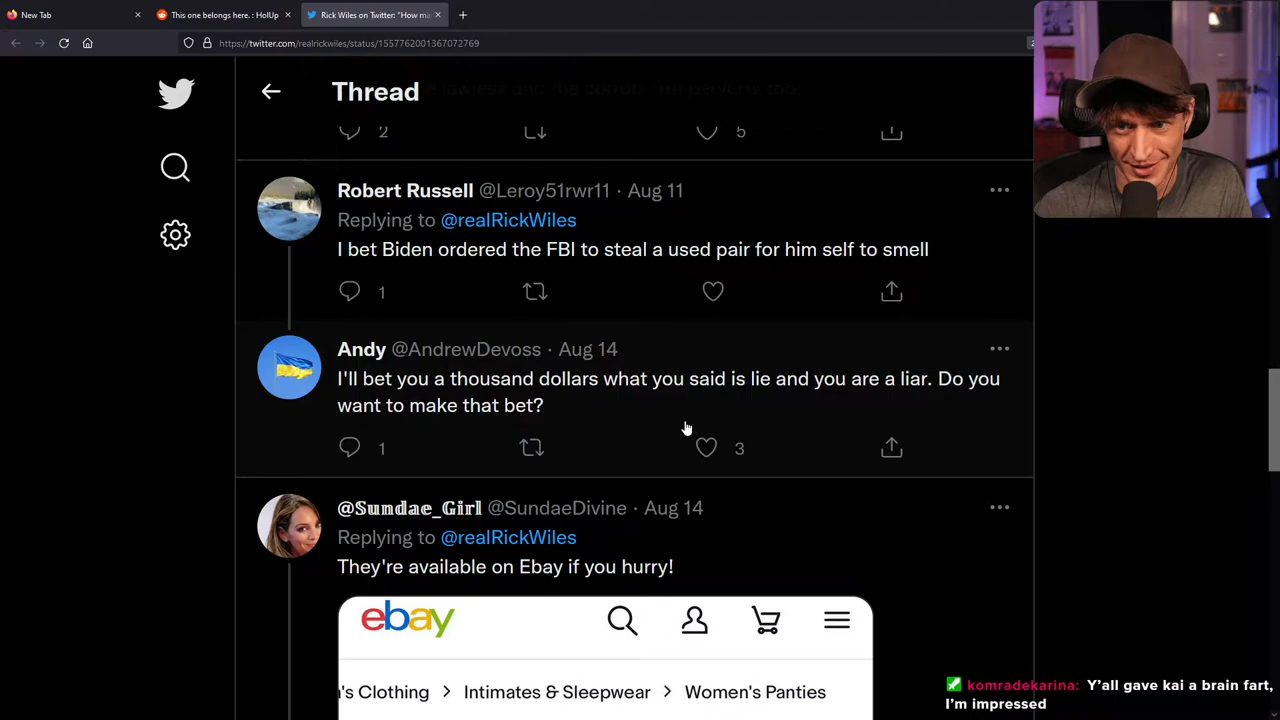 New Tab
This one belongs here. : HolUp
Rick Wiles on Twitter: "How ma
https://twitter.com/realrickwiles/status/1557762001367072769
Thread
2 5
Robert Russell @Leroy51rwr11 · Aug 11
Replying to @realRickWiles
I bet Biden ordered the FBI to steal a used pair for him self to smell
1
Andy @AndrewDevoss · Aug 14
I'll bet you a thousand dollars what you said is lie and you are a liar. Do you
want to make that bet?
1 3
@𝕊𝕦𝕟𝕕𝕒𝕖_𝔾𝕚𝕣𝕝 @SundaeDivine · Aug 14
Replying to @realRickWiles
They're available on Ebay if you hurry!
ebay
's Clothing > Intimates & Sleepwear > Women's Panties
komradekarina: Y'all gave kai a brain fart,
I'm impressed